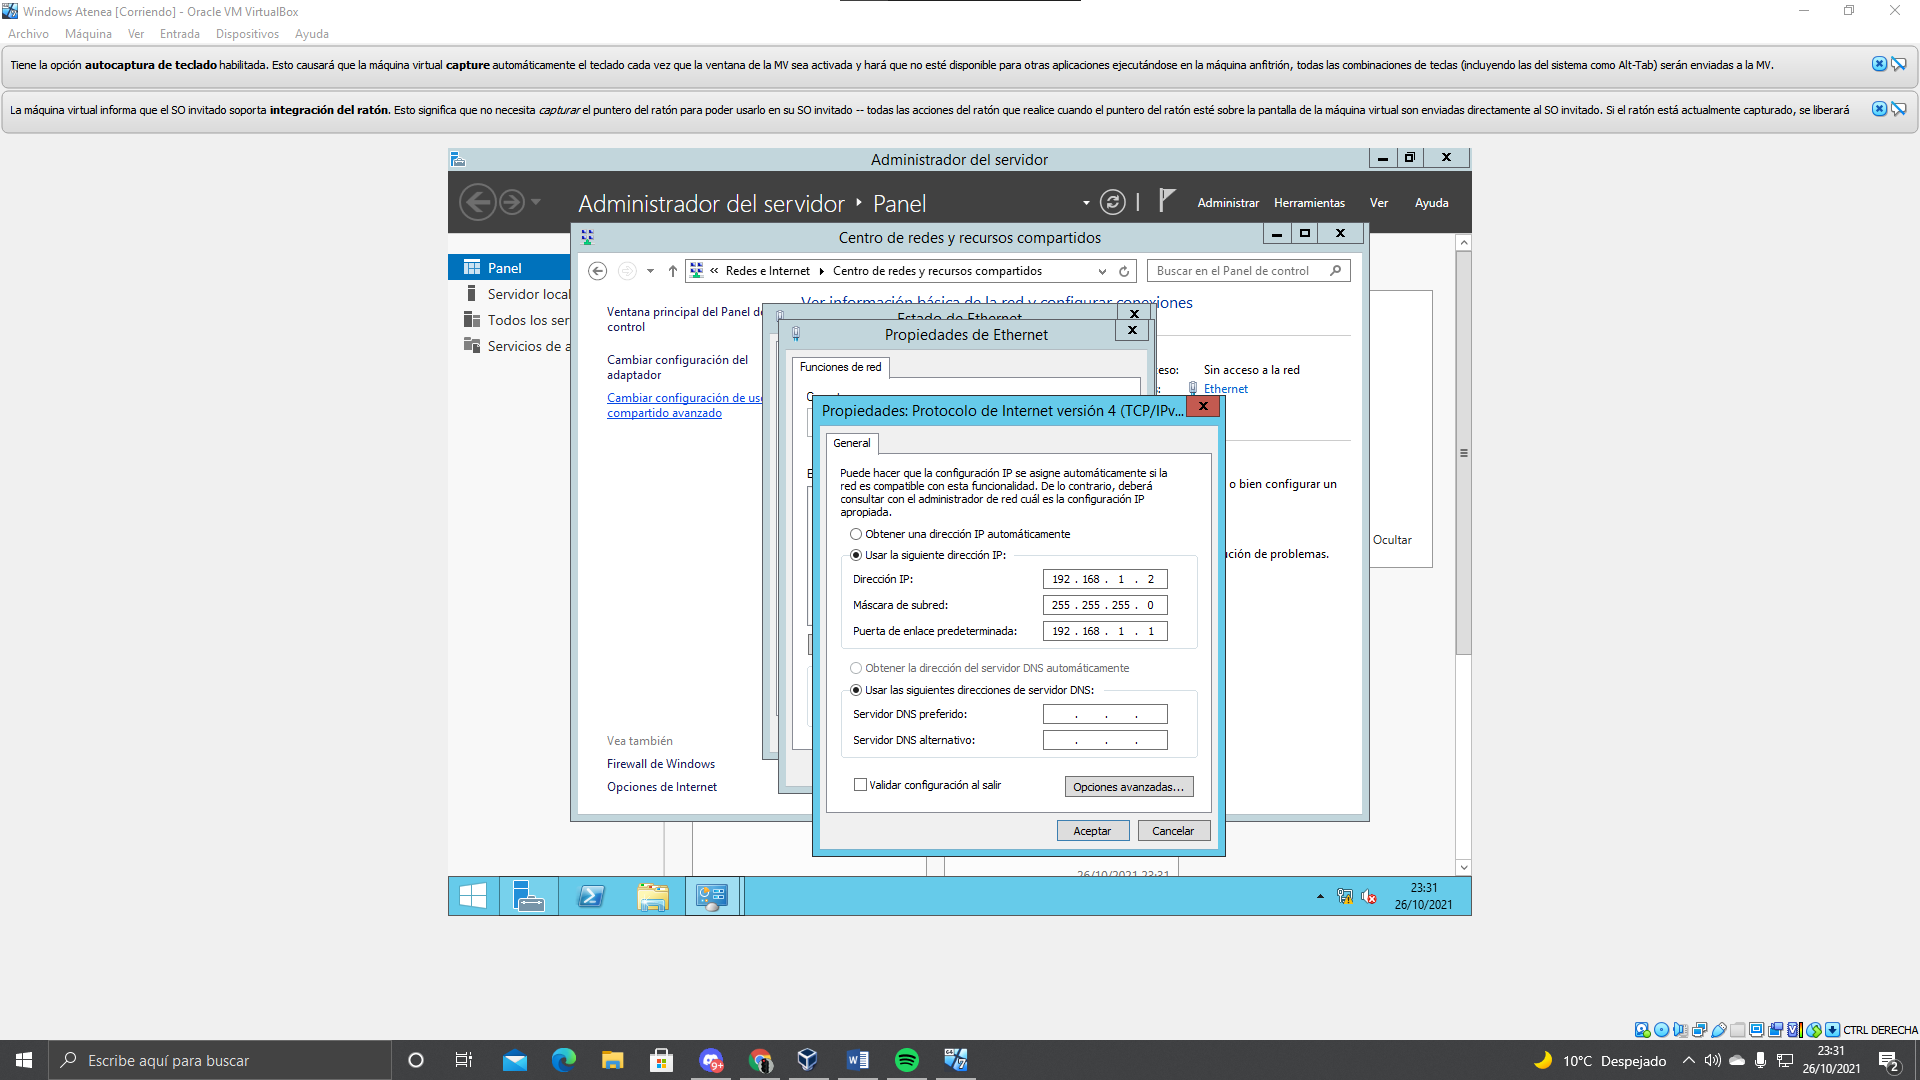 Windows Atenea [Corriendo] - Oracle VM VirtualBox
Archivo Máquina Ver Entrada Dispositivos Ayuda
Tiene la opción autocaptura de teclado habilitada. Esto causará que la máquina virtual capture automáticamente el teclado cada vez que la ventana de la MV sea activada y hará que no esté disponible para otras aplicaciones ejecutándose en la máquina anfitrión, todas las combinaciones de teclas (incluyendo las del sistema como Alt-Tab) serán enviadas a la MV.
La máquina virtual informa que el SO invitado soporta integración del ratón. Esto significa que no necesita capturar el puntero del ratón para poder usarlo en su SO invitado -- todas las acciones del ratón que realice cuando el puntero del ratón esté sobre la pantalla de la máquina virtual son enviadas directamente al SO invitado. Si el ratón está actualmente capturado, se liberará
Administrador del servidor
Administrador del servidor Panel
Administrar Herramientas Ver Ayuda
Centro de redes y recursos compartidos
Panel
Servidor local
Todos los ser
Servicios de a
« Redes e Internet Centro de redes y recursos compartidos
Buscar en el Panel de control
Ventana principal del Panel de control
Cambiar configuración del adaptador
Cambiar configuración de uso compartido avanzado
Ver información básica de la red y configurar conexiones
Estado de Ethernet
Propiedades de Ethernet
Funciones de red
eso: Sin acceso a la red
s: Ethernet
Propiedades: Protocolo de Internet versión 4 (TCP/IPv...
General
Puede hacer que la configuración IP se asigne automáticamente si la
red es compatible con esta funcionalidad. De lo contrario, deberá
consultar con el administrador de red cuál es la configuración IP
apropiada.
Obtener una dirección IP automáticamente
Usar la siguiente dirección IP:
Dirección IP: 192 . 168 . 1 . 2
Máscara de subred: 255 . 255 . 255 . 0
Puerta de enlace predeterminada: 192 . 168 . 1 . 1
Obtener la dirección del servidor DNS automáticamente
Usar las siguientes direcciones de servidor DNS:
Servidor DNS preferido: . . .
Servidor DNS alternativo: . . .
Validar configuración al salir
Opciones avanzadas...
Aceptar Cancelar
o bien configurar un
ución de problemas.
Ocultar
Vea también
Firewall de Windows
Opciones de Internet
26/10/2021 23:31
23:31
26/10/2021
CTRL DERECHA
Escribe aquí para buscar
9+
10°C Despejado
23:31
26/10/2021
2